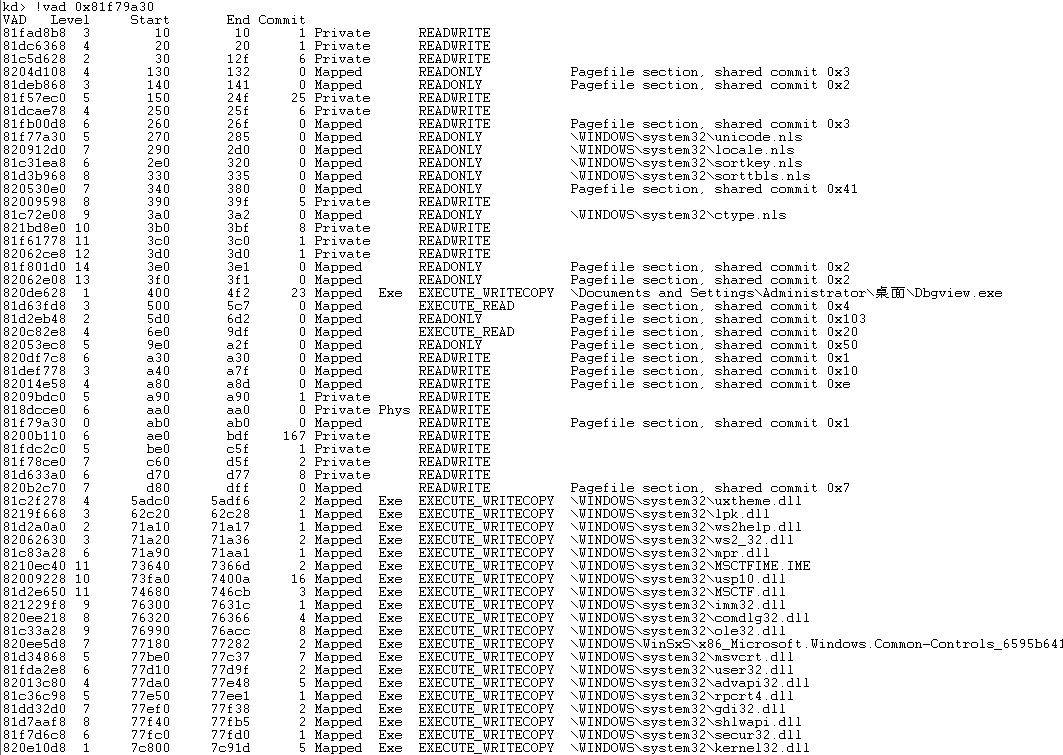 kd> !vad 0x81f79a30
VAD    Level     Start       End Commit
81fad8b8  3         10        10      1 Private      READWRITE
81dc6368  4         20        20      1 Private      READWRITE
81c5d628  2         30       12f      6 Private      READWRITE
8204d108  4        130       132      0 Mapped       READONLY           Pagefile section, shared commit 0x3
81deb868  3        140       141      0 Mapped       READONLY           Pagefile section, shared commit 0x2
81f57ec0  5        150       24f     25 Private      READWRITE
81dcae78  4        250       25f      6 Private      READWRITE
81fb00d8  6        260       26f      0 Mapped       READWRITE          Pagefile section, shared commit 0x3
81f77a30  5        270       285      0 Mapped       READONLY           \WINDOWS\system32\unicode.nls
820912d0  7        290       2d0      0 Mapped       READONLY           \WINDOWS\system32\locale.nls
81c31ea8  6        2e0       320      0 Mapped       READONLY           \WINDOWS\system32\sortkey.nls
81d3b968  8        330       335      0 Mapped       READONLY           \WINDOWS\system32\sorttbls.nls
820530e0  7        340       380      0 Mapped       READONLY           Pagefile section, shared commit 0x41
82009598  8        390       39f      5 Private      READWRITE
81c72e08  9        3a0       3a2      0 Mapped       READONLY           \WINDOWS\system32\ctype.nls
821bd8e0 10        3b0       3bf      8 Private      READWRITE
81f61778 11        3c0       3c0      1 Private      READWRITE
82062ce8 12        3d0       3d0      1 Private      READWRITE
81f801d0 14        3e0       3e1      0 Mapped       READONLY           Pagefile section, shared commit 0x2
82062e08 13        3f0       3f1      0 Mapped       READONLY           Pagefile section, shared commit 0x2
820de628  1        400       4f2     23 Mapped  Exe  EXECUTE_WRITECOPY  \Documents and Settings\Administrator\桌面\Dbgview.exe
81d63fd8  3        500       5c7      0 Mapped       EXECUTE_READ       Pagefile section, shared commit 0x4
81d2eb48  2        5d0       6d2      0 Mapped       READONLY           Pagefile section, shared commit 0x103
820c82e8  4        6e0       9df      0 Mapped       EXECUTE_READ       Pagefile section, shared commit 0x20
82053ec8  5        9e0       a2f      0 Mapped       READONLY           Pagefile section, shared commit 0x50
820df7c8  6        a30       a30      0 Mapped       READWRITE          Pagefile section, shared commit 0x1
81def778  3        a40       a7f      0 Mapped       READWRITE          Pagefile section, shared commit 0x10
82014e58  4        a80       a8d      0 Mapped       READWRITE          Pagefile section, shared commit 0xe
8209bdc0  5        a90       a90      1 Private      READWRITE
818dcce0  6        aa0       aa0      0 Private Phys READWRITE
81f79a30  0        ab0       ab0      0 Mapped       READWRITE          Pagefile section, shared commit 0x1
8200b110  6        ae0       bdf    167 Private      READWRITE
81fdc2c0  5        be0       c5f      1 Private      READWRITE
81f78ce0  7        c60       d5f      2 Private      READWRITE
81d633a0  6        d70       d77      8 Private      READWRITE
820b2c70  7        d80       dff      0 Mapped       READWRITE          Pagefile section, shared commit 0x7
81c2f278  4      5adc0     5adf6      2 Mapped  Exe  EXECUTE_WRITECOPY  \WINDOWS\system32\uxtheme.dll
8219f668  3      62c20     62c28      1 Mapped  Exe  EXECUTE_WRITECOPY  \WINDOWS\system32\lpk.dll
81d2a0a0  2      71a10     71a17      1 Mapped  Exe  EXECUTE_WRITECOPY  \WINDOWS\system32\ws2help.dll
82062630  3      71a20     71a36      2 Mapped  Exe  EXECUTE_WRITECOPY  \WINDOWS\system32\ws2_32.dll
81c83a28  6      71a90     71aa1      1 Mapped  Exe  EXECUTE_WRITECOPY  \WINDOWS\system32\mpr.dll
8210ec40 11      73640     7366d      2 Mapped  Exe  EXECUTE_WRITECOPY  \WINDOWS\system32\MSCTFIME.IME
82009228 10      73fa0     7400a     16 Mapped  Exe  EXECUTE_WRITECOPY  \WINDOWS\system32\usp10.dll
81d2e650 11      74680     746cb      3 Mapped  Exe  EXECUTE_WRITECOPY  \WINDOWS\system32\MSCTF.dll
821229f8  9      76300     7631c      1 Mapped  Exe  EXECUTE_WRITECOPY  \WINDOWS\system32\imm32.dll
820ee218  8      76320     76366      4 Mapped  Exe  EXECUTE_WRITECOPY  \WINDOWS\system32\comdlg32.dll
81c33a28  9      76990     76acc      8 Mapped  Exe  EXECUTE_WRITECOPY  \WINDOWS\system32\ole32.dll
820ee5d8  7      77180     77282      2 Mapped  Exe  EXECUTE_WRITECOPY  \WINDOWS\WinSxS\x86_Microsoft.Windows.Common-Controls_6595b641
81d34868  5      77be0     77c37      7 Mapped  Exe  EXECUTE_WRITECOPY  \WINDOWS\system32\msvcrt.dll
81fda2e8  6      77d10     77d9f      2 Mapped  Exe  EXECUTE_WRITECOPY  \WINDOWS\system32\user32.dll
82013c80  4      77da0     77e48      5 Mapped  Exe  EXECUTE_WRITECOPY  \WINDOWS\system32\advapi32.dll
81c36c98  5      77e50     77ee1      1 Mapped  Exe  EXECUTE_WRITECOPY  \WINDOWS\system32\rpcrt4.dll
81dd32d0  7      77ef0     77f38      2 Mapped  Exe  EXECUTE_WRITECOPY  \WINDOWS\system32\gdi32.dll
81d7aaf8  8      77f40     77fb5      2 Mapped  Exe  EXECUTE_WRITECOPY  \WINDOWS\system32\shlwapi.dll
81f7d6c8  6      77fc0     77fd0      1 Mapped  Exe  EXECUTE_WRITECOPY  \WINDOWS\system32\secur32.dll
820e10d8  1      7c800     7c91d      5 Mapped  Exe  EXECUTE_WRITECOPY  \WINDOWS\system32\kernel32.dll